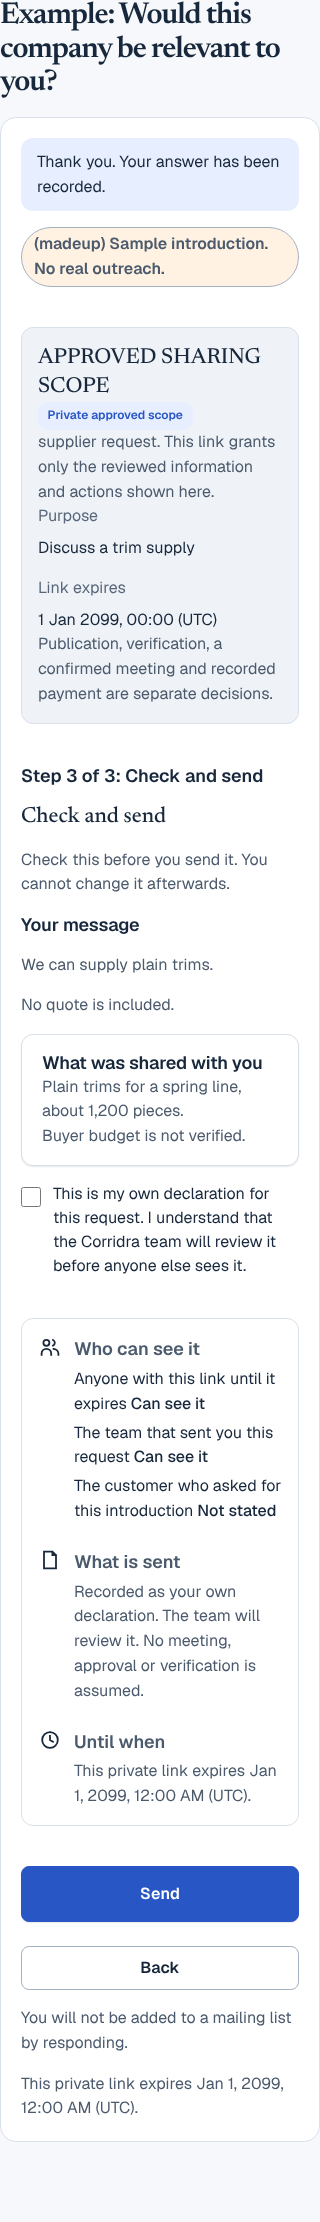 Example: Would this
company be relevant to
you?
Thank you. Your answer has been
recorded.
(madeup) Sample introduction.
No real outreach.
APPROVED SHARING
SCOPE
Private approved scope
supplier request. This link grants
only the reviewed information
and actions shown here.
Purpose
Discuss a trim supply
Link expires
1 Jan 2099, 00:00 (UTC)
Publication, verification, a
confirmed meeting and recorded
payment are separate decisions.
Step 3 of 3: Check and send
Check and send
Check this before you send it. You
cannot change it afterwards.
Your message
We can supply plain trims.
No quote is included.
What was shared with you
Plain trims for a spring line,
about 1,200 pieces.
Buyer budget is not verified.
This is my own declaration for
this request. I understand that
the Corridra team will review it
before anyone else sees it.
Who can see it
Anyone with this link until it
expires Can see it
The team that sent you this
request Can see it
The customer who asked for
this introduction Not stated
What is sent
Recorded as your own
declaration. The team will
review it. No meeting,
approval or verification is
assumed.
Until when
This private link expires Jan
1, 2099, 12:00 AM (UTC).
Send
Back
You will not be added to a mailing list
by responding.
This private link expires Jan 1, 2099,
12:00 AM (UTC).